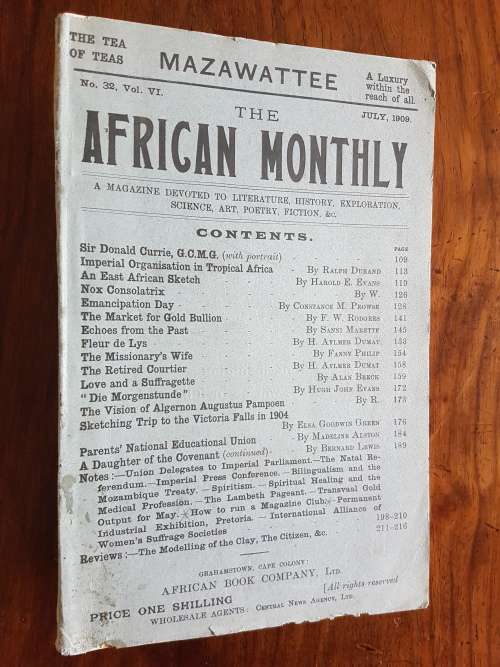 THE TEA OF TEAS
MAZAWATTEE
A Luxury within the reach of all.
No. 32, Vol. VI.
JULY, 1909.
THE
AFRICAN MONTHLY
A MAGAZINE DEVOTED TO LITERATURE, HISTORY, EXPLORATION,
SCIENCE, ART, POETRY, FICTION, &c.
CONTENTS.
PAGE
Sir Donald Currie, G.C.M.G. (with portrait) 109
Imperial Organisation in Tropical Africa By RALPH DURAND 113
An East African Sketch By HAROLD E. EVANS 119
Nox Consolatrix By W. 126
Emancipation Day By CONSTANCE M. PROWSE 128
The Market for Gold Bullion By F. W. RODGERS 141
Echoes from the Past By SANNI METELERKAMP 145
Fleur de Lys By H. AYLMER DUMAT 153
The Missionary's Wife By FANNY PHILIP 154
The Retired Courtier By H. AYLMER DUMAT 158
Love and a Suffragette By ALAN BRECK 159
"Die Morgenstunde" By HUGH JOHN EVANS 172
The Vision of Algernon Augustus Pampoen By R. 173
Sketching Trip to the Victoria Falls in 1904
By ELSA GOODWIN GREEN 176
Parents' National Educational Union By MADELINE ALSTON 184
A Daughter of the Covenant (continued) By BERNARD LEWIS 189
Notes :—Union Delegates to Imperial Parliament.—The Natal Re-
ferendum.—Imperial Press Conference.—Bilingualism and the
Mozambique Treaty.—Spiritism.—Spiritual Healing and the
Medical Profession.—The Lambeth Pageant.—Transvaal Gold
Output for May.—How to run a Magazine Club.—Permanent
Industrial Exhibition, Pretoria.—International Alliance of
Women's Suffrage Societies 198–210
Reviews :—The Modelling of the Clay, The Citizen, &c. 211–216
GRAHAMSTOWN, CAPE COLONY:
AFRICAN BOOK COMPANY, LTD.
PRICE ONE SHILLING
[All rights reserved
WHOLESALE AGENTS: CENTRAL NEWS AGENCY, LTD.